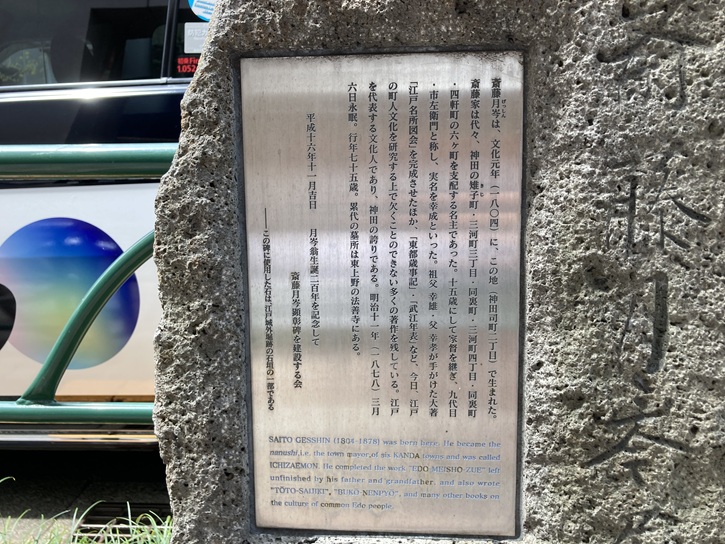 斎藤月岑は、文化元年(一八〇四)に、この地(神田司町二丁目)で生まれた。
げっしん
斎藤家は代々、神田の雉子町・三河町三丁目・同裏町・三河町四丁目・同裏町
きじ
・四軒町の六ヶ町を支配する名主であった。十五歳にして家督を継ぎ、九代目
・市左衛門と称し、実名を幸成といった。祖父 幸雄・父 幸孝が手がけた大著
「江戸名所図会」を完成させたほか、「東都歳事記」・「武江年表」など、今日、江戸
の町人文化を研究する上で欠くことのできない多くの著作を残している。江戸
を代表する文化人であり、神田の誇りである。明治十一年(一八七八)三月
六日永眠。行年七十五歳。累代の墓所は東上野の法善寺にある。
平成十六年十一月吉日
月岑翁生誕二百年を記念して
斎藤月岑顕彰碑を建設する会
――この碑に使用した石は、江戸城外堀跡の石垣の一部である
SAITO GESSHIN (1804-1878) was born here. He became the
nanushi, i.e. the town mayor, of six KANDA towns and was called
ICHIZAEMON. He completed the work "EDO MEISHO-ZUE" left
unfinished by his father and grandfather, and also wrote
"TŌTO-SAIJIKI", "BUKŌ NENPYŌ", and many other books on
the culture of common Edo people.